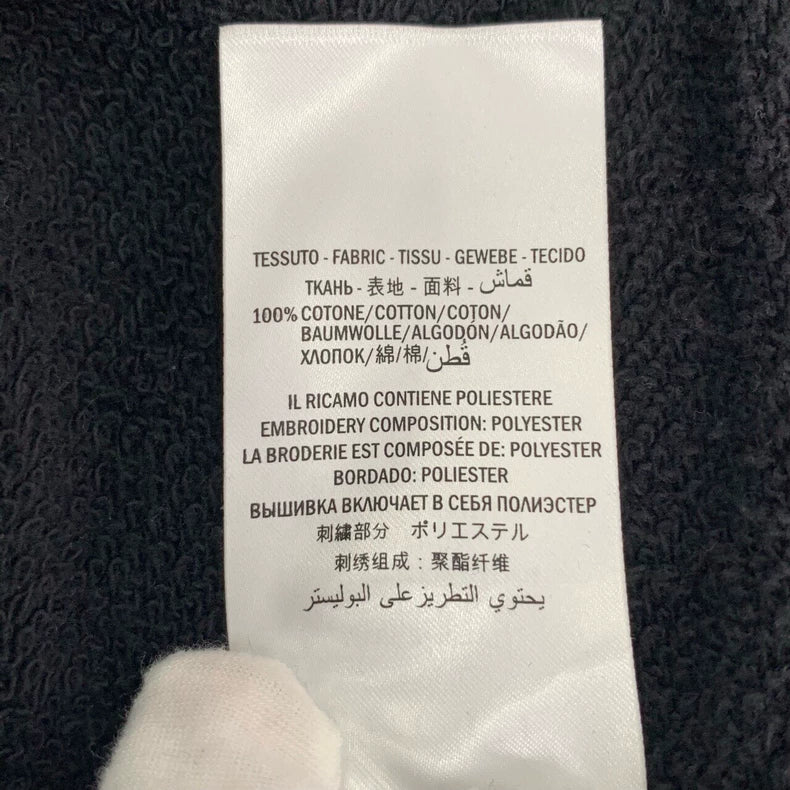 TESSUTO - FABRIC - TISSU - GEWEBE - TECIDO
ТКАНЬ - 表地 - 面料 - قماش
100% COTONE/COTTON/COTON/
BAUMWOLLE/ALGODÓN/ALGODÃO/
ХЛОПОК/綿/棉/قُطن
IL RICAMO CONTIENE POLIESTERE
EMBROIDERY COMPOSITION: POLYESTER
LA BRODERIE EST COMPOSÉE DE: POLYESTER
BORDADO: POLIESTER
ВЫШИВКА ВКЛЮЧАЕТ В СЕБЯ ПОЛИЭСТЕР
刺繍部分 ポリエステル
刺绣组成：聚酯纤维
يحتوي التطريز على البوليستر